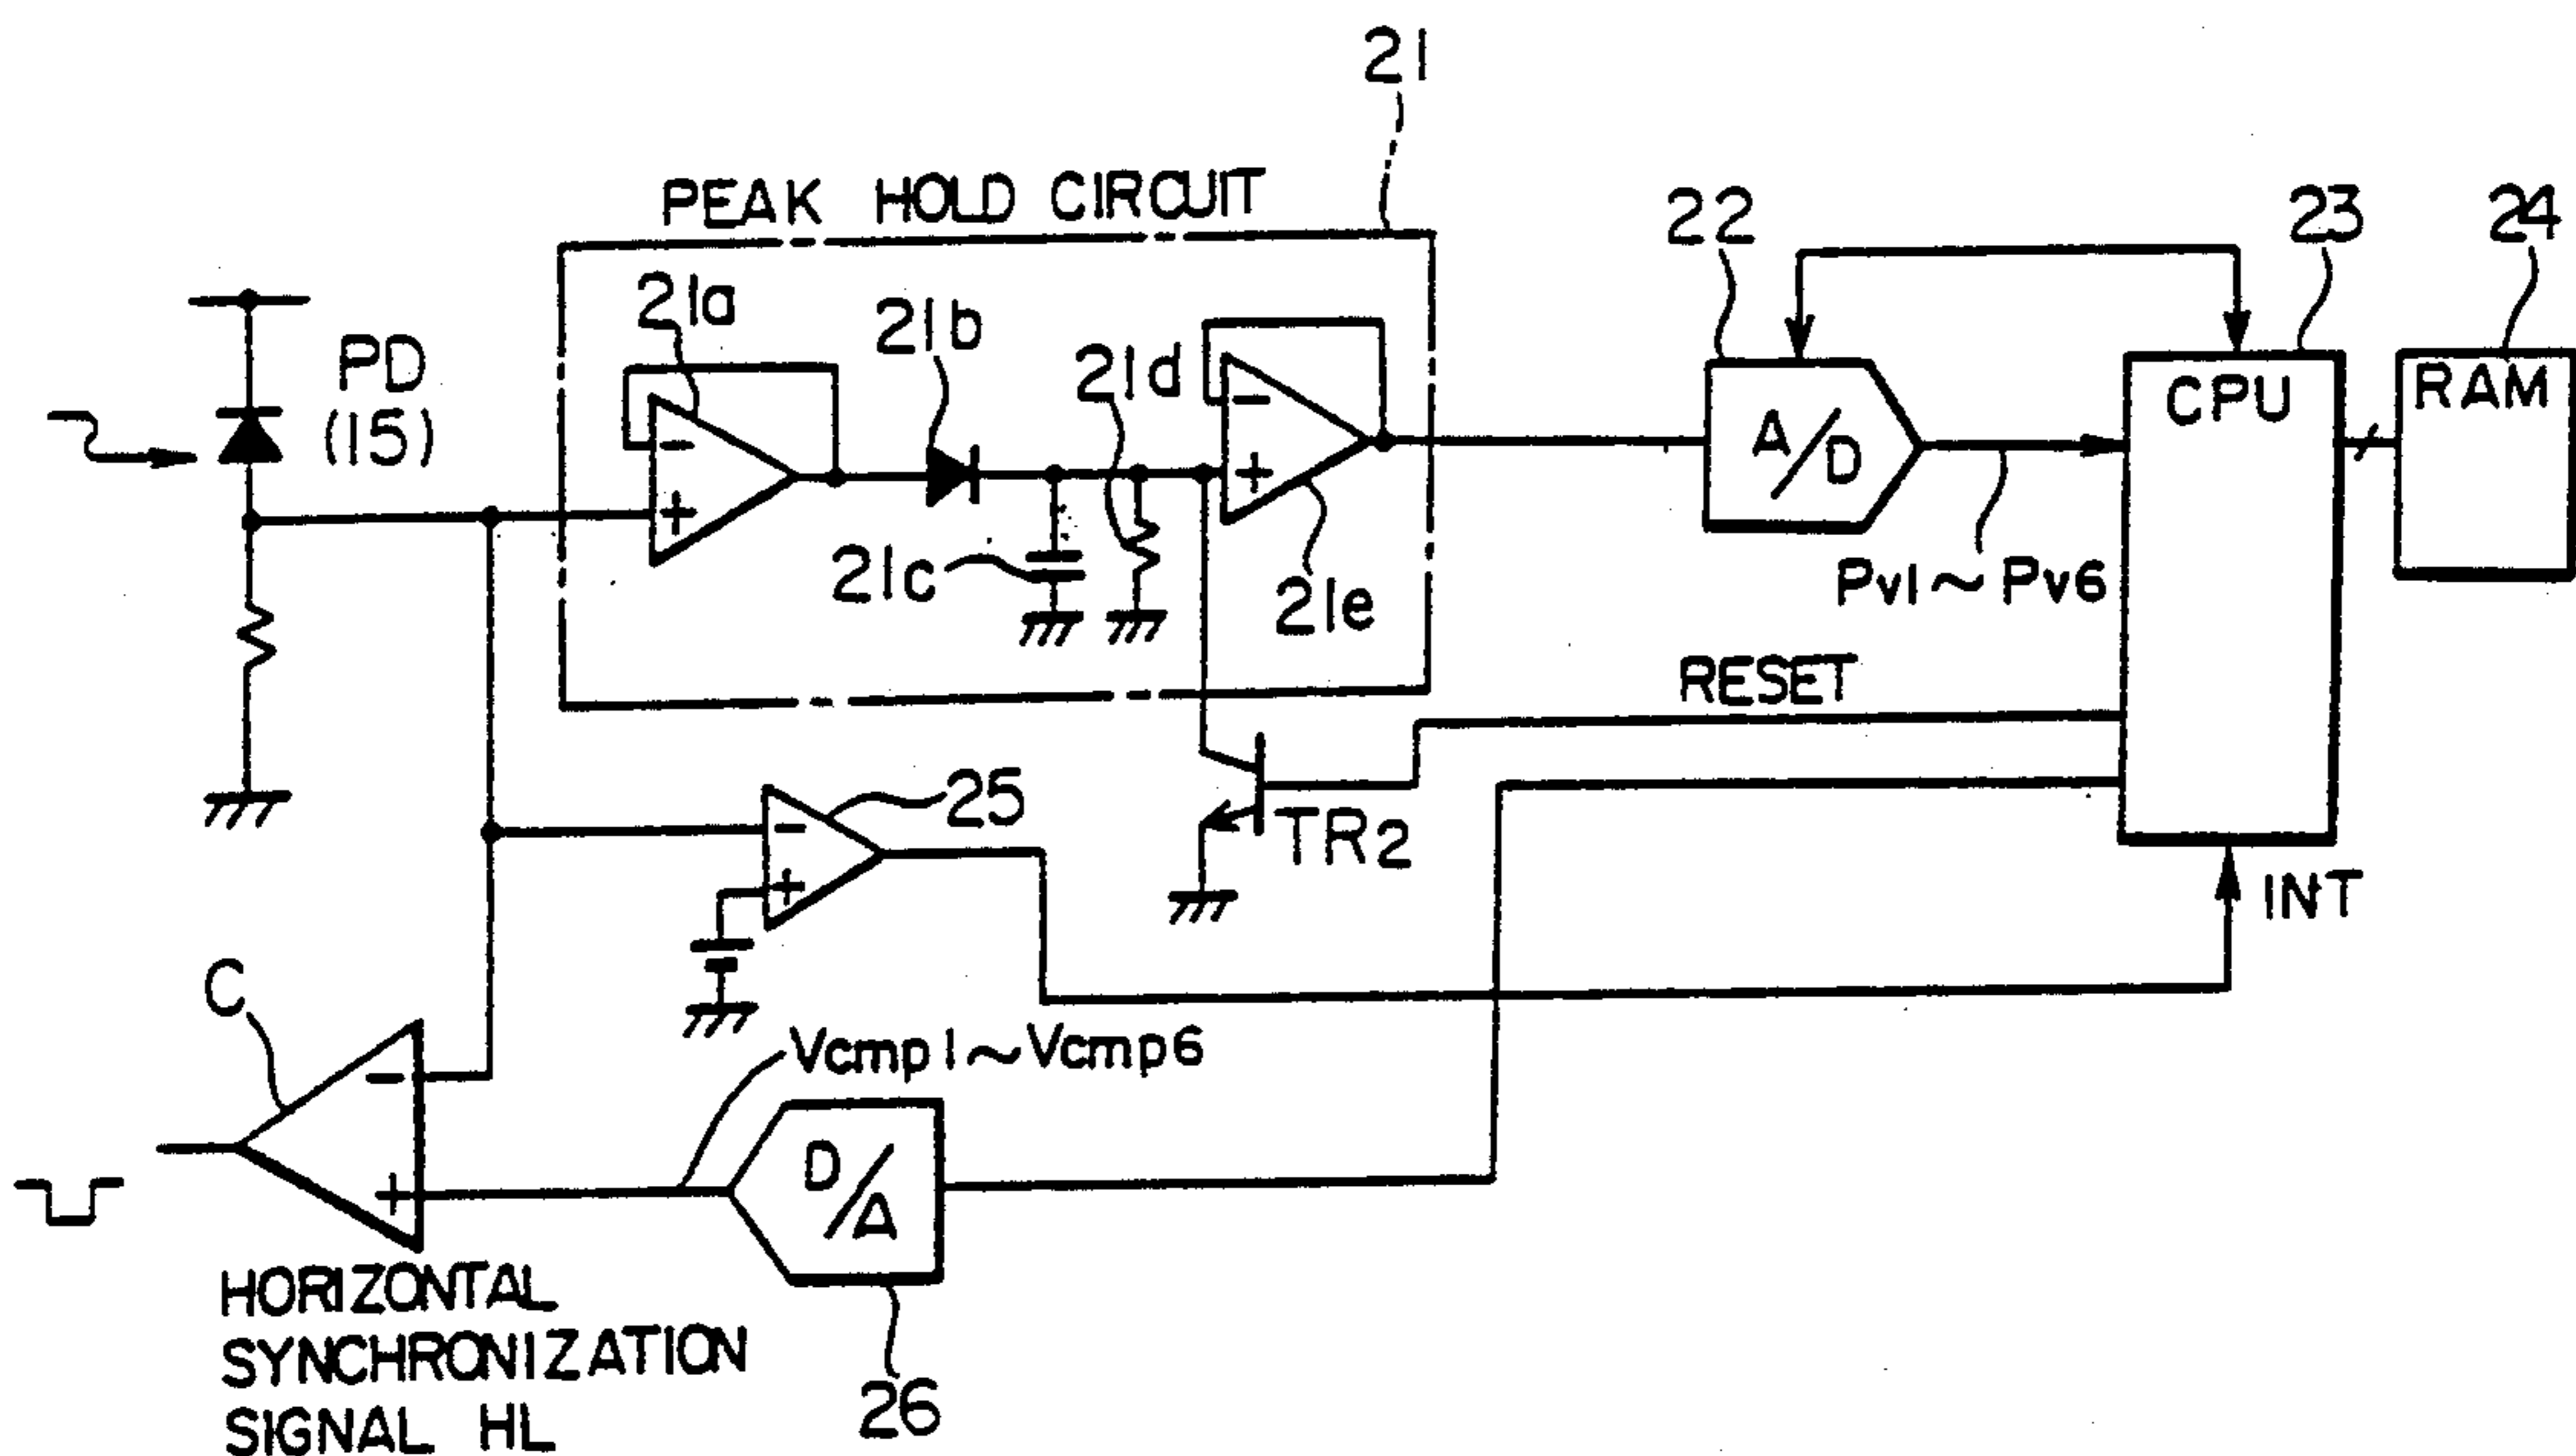 21
PEAK HOLD CIRCUIT
22
23
24
21a
21b
21d
PD
(15)
CPU
RAM
A/D
21c
21e
Pv1~Pv6
RESET
25
TR2
INT
C
Vcmp1~Vcmp6
D/A
HORIZONTAL
SYNCHRONIZATION
SIGNAL HL
26